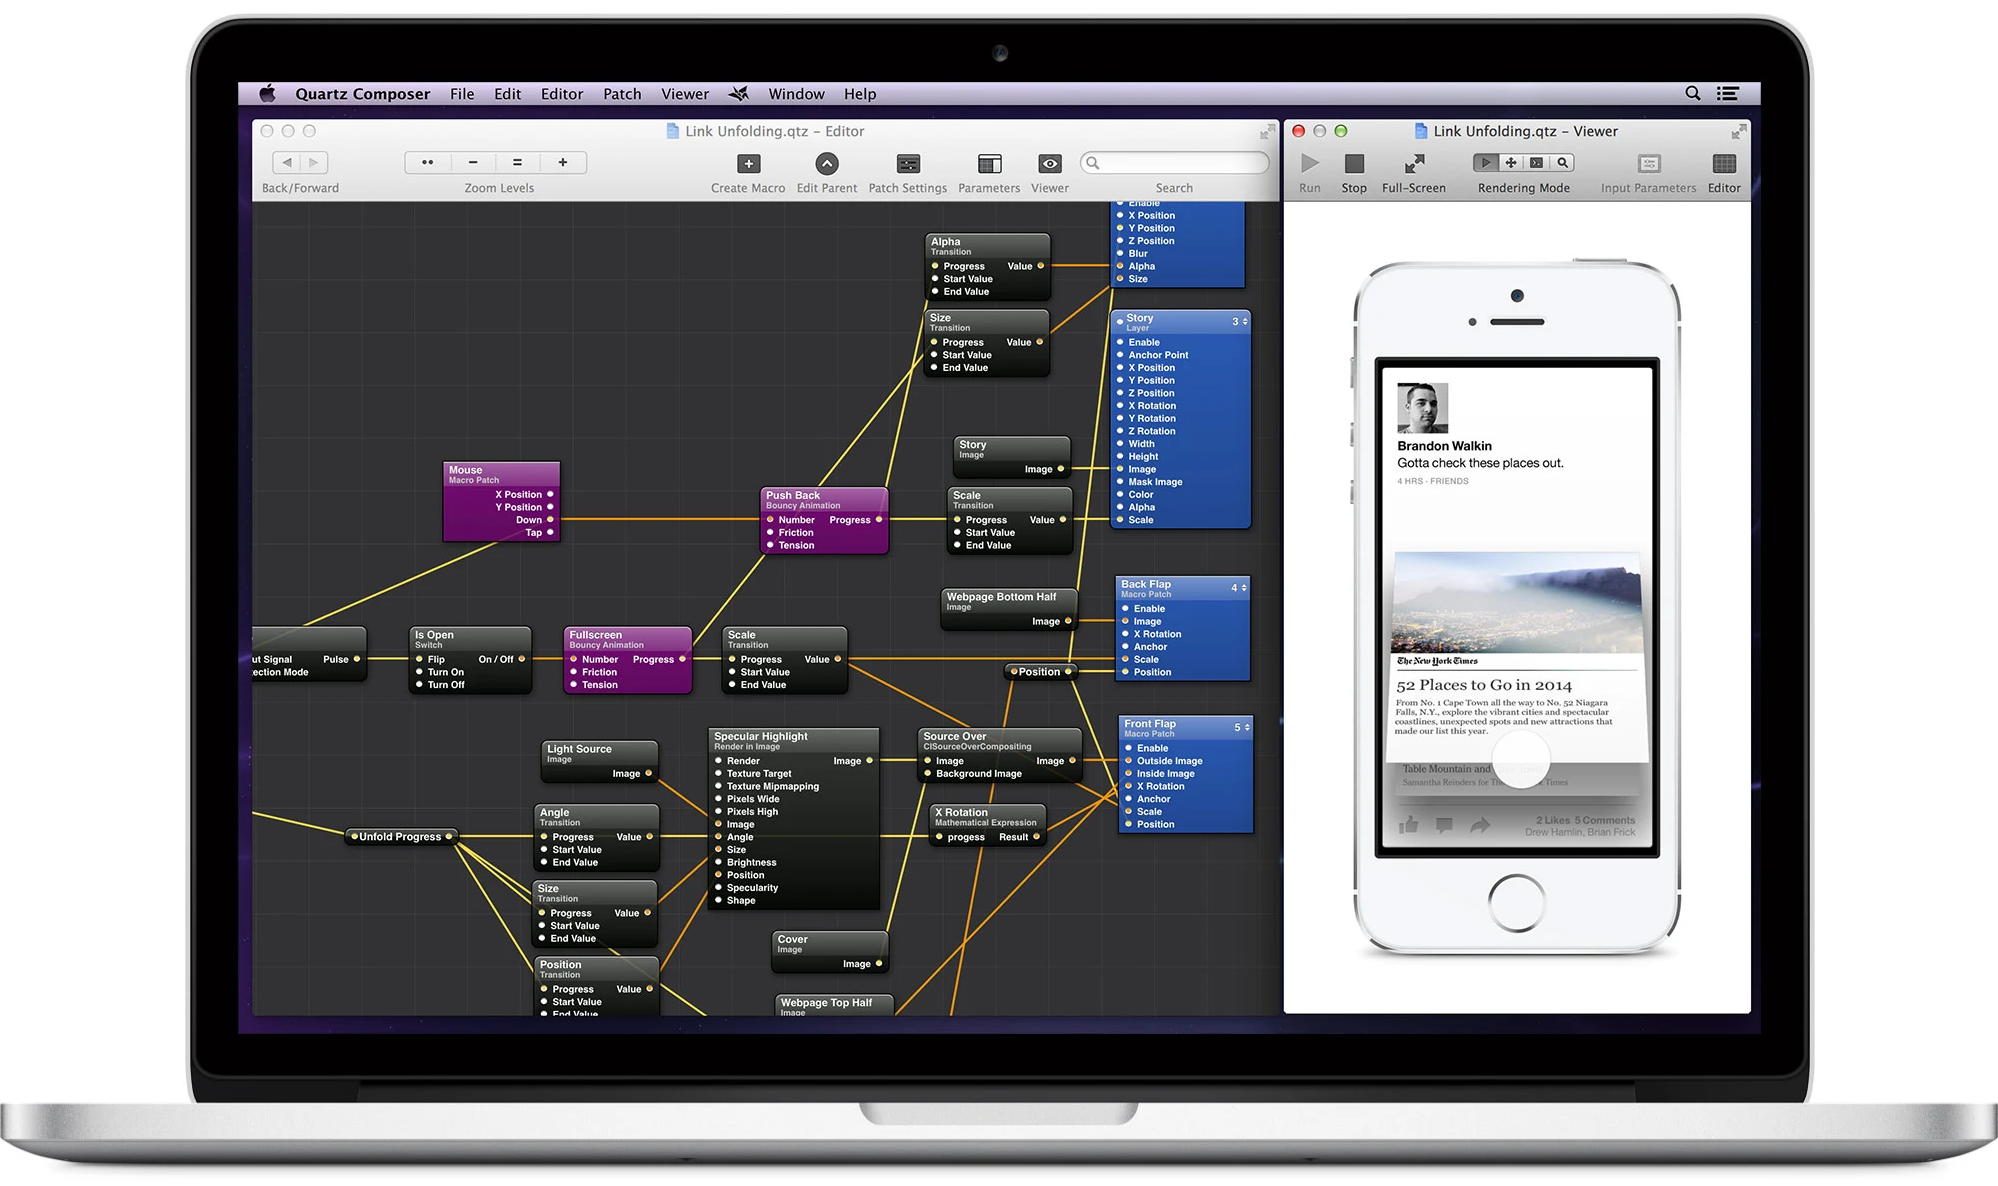 Quartz Composer File Edit Editor Patch Viewer Window Help
Link Unfolding.qtz – Editor
Back/Forward
Zoom Levels
Create Macro
Edit Parent
Patch Settings
Parameters
Viewer
Search
Enable
X Position
Y Position
Z Position
Blur
Alpha
Size
Alpha
Transition
Progress Value
Start Value
End Value
Size
Transition
Progress Value
Start Value
End Value
Story 3
Layer
Enable
Anchor Point
X Position
Y Position
Z Position
X Rotation
Y Rotation
Z Rotation
Width
Height
Image
Mask Image
Color
Alpha
Scale
Story
Image
Image
Mouse
Macro Patch
X Position
Y Position
Down
Tap
Push Back
Bouncy Animation
Number Progress
Friction
Tension
Scale
Transition
Progress Value
Start Value
End Value
Webpage Bottom Half
Image
Image
Back Flap 4
Macro Patch
Enable
Image
X Rotation
Anchor
Scale
Position
ut Signal Pulse
ection Mode
Is Open
Switch
Flip On / Off
Turn On
Turn Off
Fullscreen
Bouncy Animation
Number Progress
Friction
Tension
Scale
Transition
Progress Value
Start Value
End Value
Position
Front Flap 5
Macro Patch
Enable
Outside Image
Inside Image
X Rotation
Anchor
Scale
Position
Light Source
Image
Image
Specular Highlight
Render in Image
Render Image
Texture Target
Texture Mipmapping
Pixels Wide
Pixels High
Image
Angle
Size
Brightness
Position
Specularity
Shape
Source Over
CISourceOverCompositing
Image Image
Background Image
X Rotation
Mathematical Expression
progess Result
Unfold Progress
Angle
Transition
Progress Value
Start Value
End Value
Size
Transition
Progress Value
Start Value
End Value
Position
Transition
Progress Value
Start Value
End Value
Cover
Image
Image
Webpage Top Half
Image
Link Unfolding.qtz – Viewer
Run
Stop
Full-Screen
Rendering Mode
Input Parameters
Editor
Brandon Walkin
Gotta check these places out.
4 HRS · FRIENDS
The New York Times
52 Places to Go in 2014
From No. 1 Cape Town all the way to No. 52 Niagara
Falls, N.Y., explore the vibrant cities and spectacular
coastlines, unexpected spots and new attractions that
made our list this year.
Table Mountain and
Samantha Reinders for Times
2 Likes 5 Comments
Drew Hamlin, Brian Frick